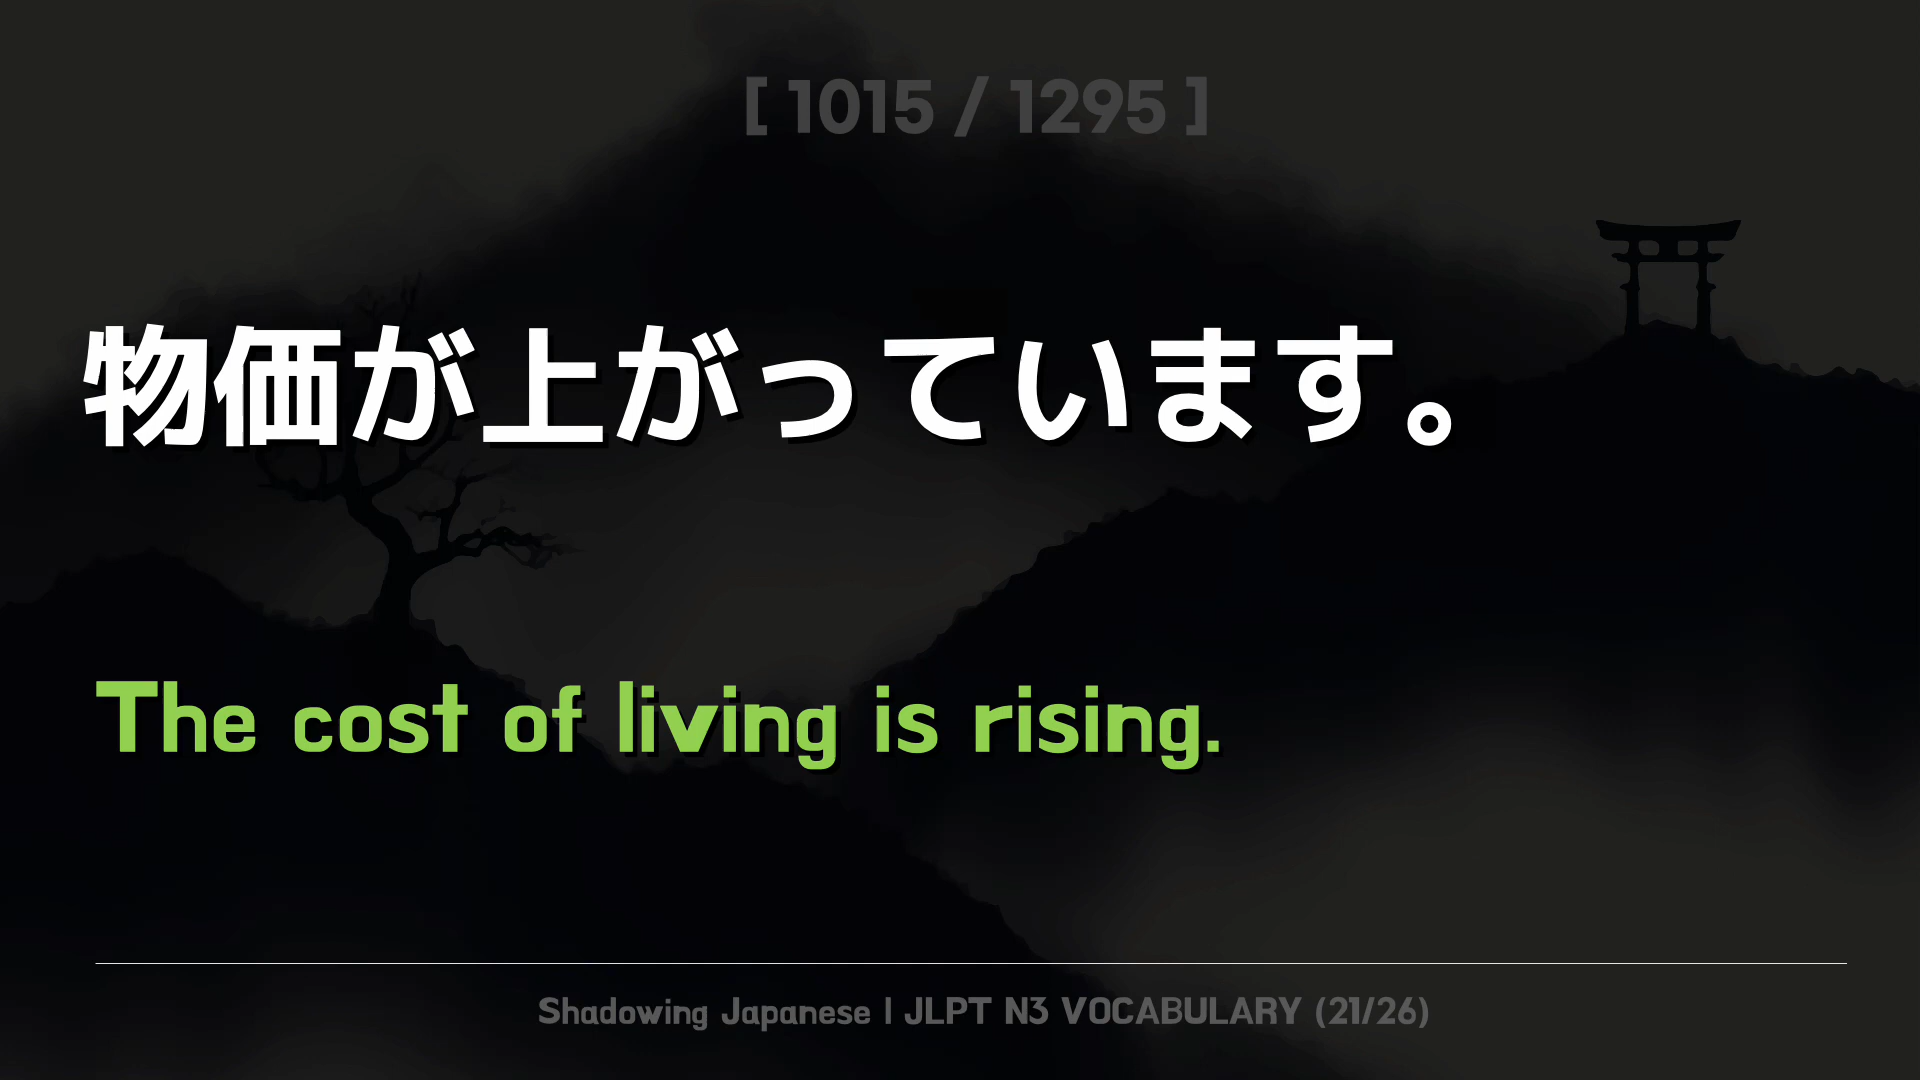 [ 1015 / 1295 ]
物価が上がっています。
The cost of living is rising.
Shadowing Japanese | JLPT N3 VOCABULARY (21/26)